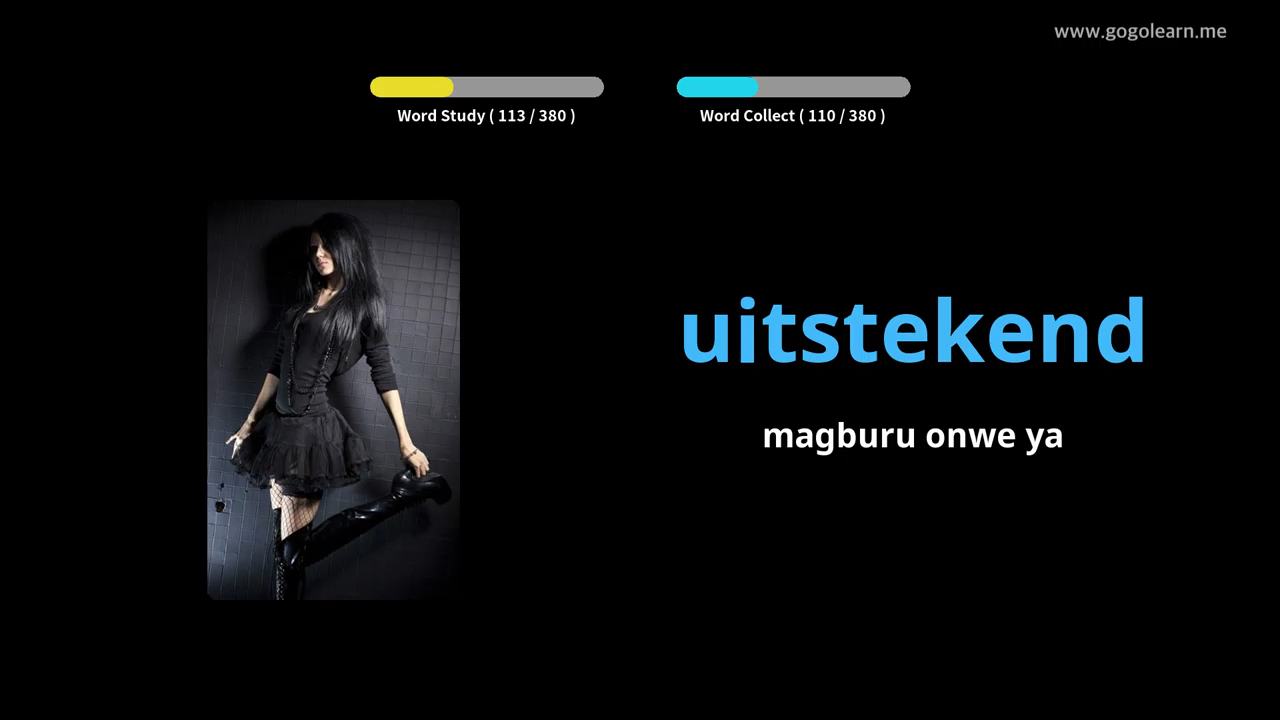 www.gogolearn.me
Word Study ( 113 / 380 )
Word Collect ( 110 / 380 )
uitstekend
magburu onwe ya